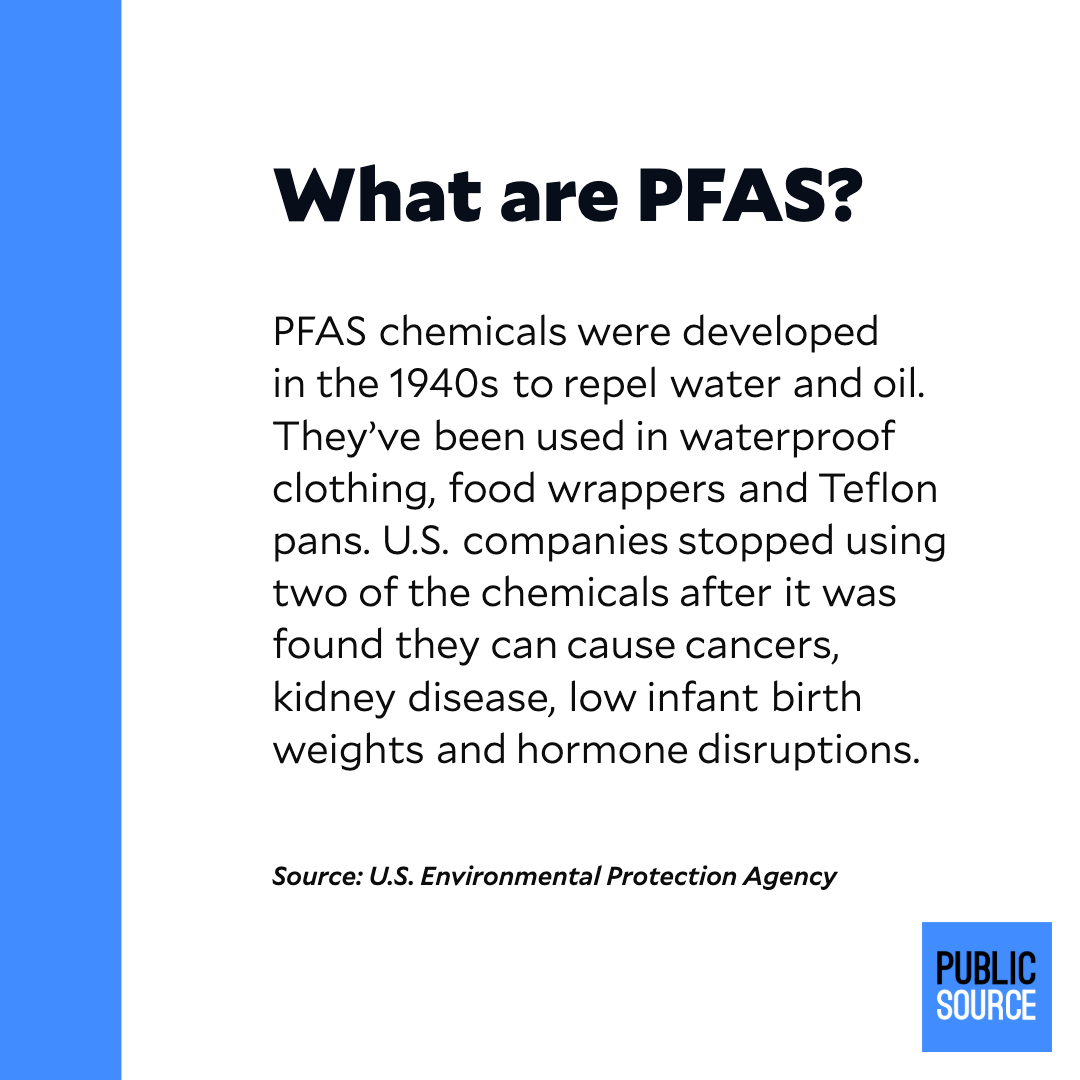 What are PFAS?
PFAS chemicals were developed
in the 1940s to repel water and oil.
They’ve been used in waterproof
clothing, food wrappers and Teflon
pans. U.S. companies stopped using
two of the chemicals after it was
found they can cause cancers,
kidney disease, low infant birth
weights and hormone disruptions.
Source: U.S. Environmental Protection Agency
PUBLIC
SOURCE